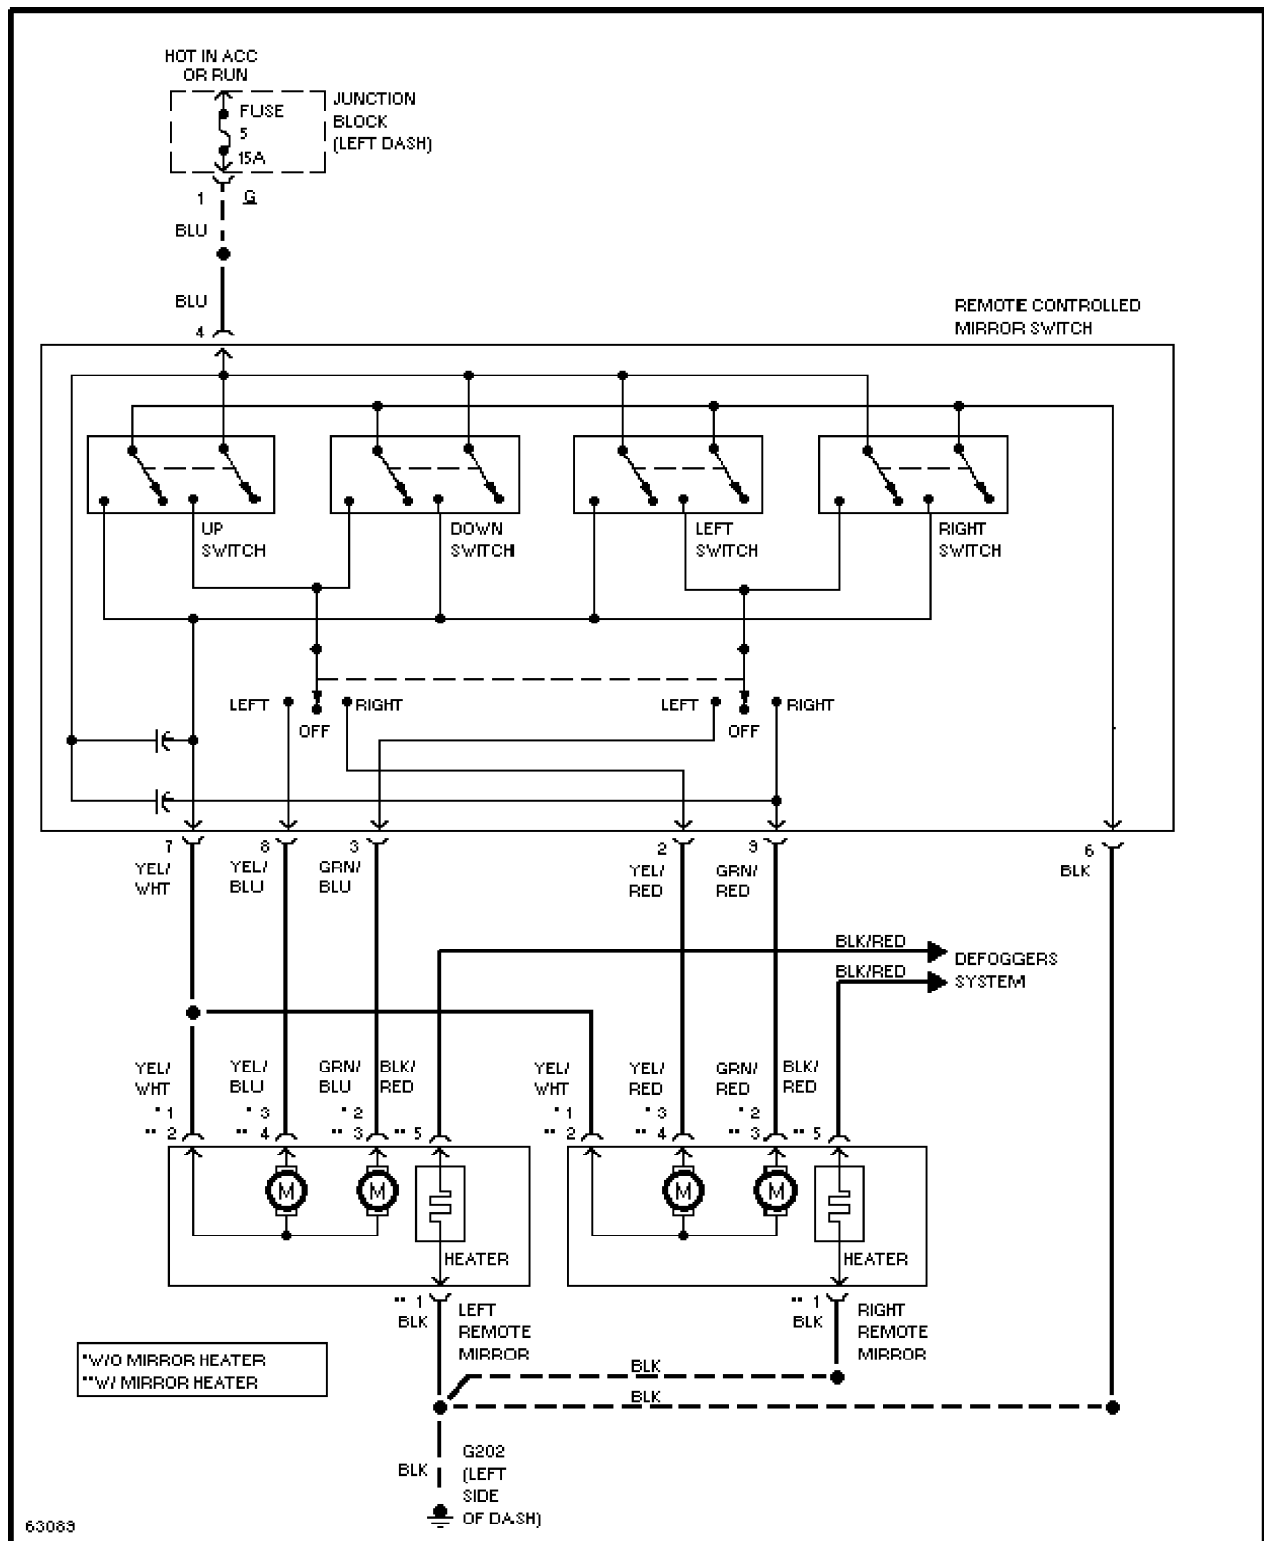 HOT IN ACC
OR RUN
FUSE
5
15A
JUNCTION
BLOCK
(LEFT DASH)
1
G
BLU
BLU
4
REMOTE CONTROLLED
MIRROR SWITCH
UP
SWITCH
DOWN
SWITCH
LEFT
SWITCH
RIGHT
SWITCH
LEFT
OFF
RIGHT
LEFT
OFF
RIGHT
7
8
3
2
9
6
YEL/
WHT
YEL/
BLU
GRN/
BLU
YEL/
RED
GRN/
RED
BLK
BLK/RED
BLK/RED
DEFOGGERS
SYSTEM
YEL/
WHT
YEL/
BLU
GRN/
BLU
BLK/
RED
YEL/
WHT
YEL/
RED
GRN/
RED
BLK/
RED
* 1
* 3
* 2
* 1
* 3
* 2
** 2
** 4
** 3
** 5
** 2
** 4
** 3
** 5
M
M
HEATER
M
M
HEATER
** 1
BLK
LEFT
REMOTE
MIRROR
** 1
BLK
RIGHT
REMOTE
MIRROR
*W/O MIRROR HEATER
**W/ MIRROR HEATER
BLK
BLK
BLK
G202
(LEFT
SIDE
OF DASH)
63089